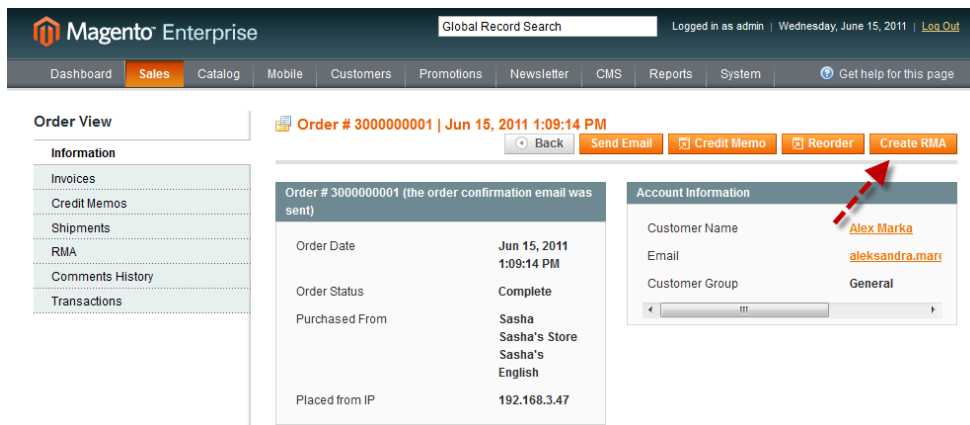 Magento Enterprise
Global Record Search
Logged in as admin | Wednesday, June 15, 2011 | Log Out
Dashboard Sales Catalog Mobile Customers Promotions Newsletter CMS Reports System Get help for this page
Order View
Information
Invoices
Credit Memos
Shipments
RMA
Comments History
Transactions
Order # 3000000001 | Jun 15, 2011 1:09:14 PM
Back Send Email Credit Memo Reorder Create RMA
Order # 3000000001 (the order confirmation email was
sent)
Order Date Jun 15, 2011
1:09:14 PM
Order Status Complete
Purchased From Sasha
Sasha's Store
Sasha's
English
Placed from IP 192.168.3.47
Account Information
Customer Name Alex Marka
Email aleksandra.marc
Customer Group General